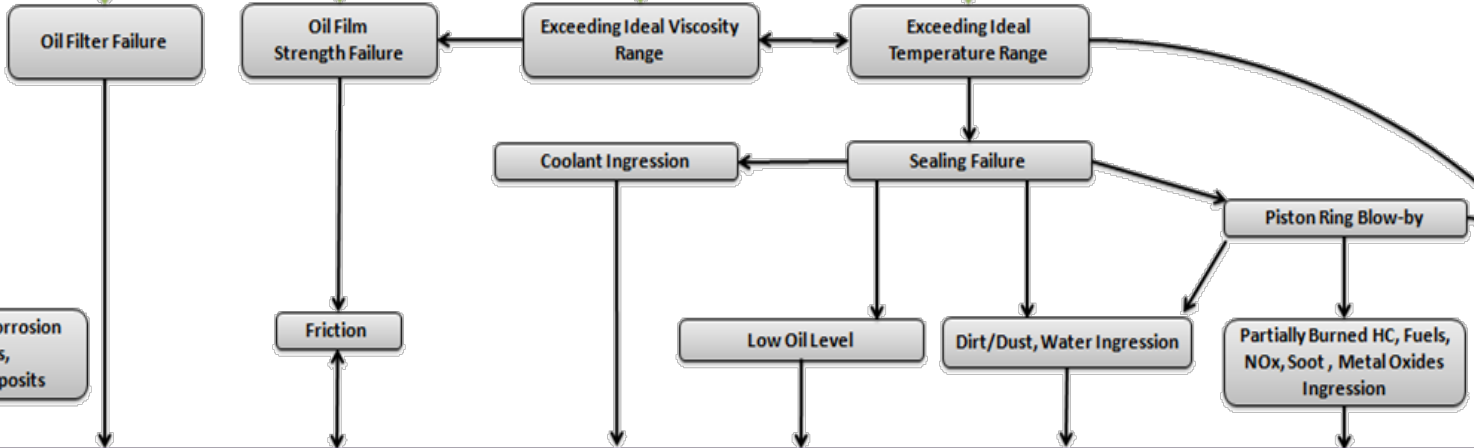 Oil Filter Failure
Oil Film
Strength Failure
Exceeding Ideal Viscosity
Range
Exceeding Ideal
Temperature Range
Coolant Ingression
Sealing Failure
Piston Ring Blow-by
orrosion
s,
posits
Friction
Low Oil Level
Dirt/Dust, Water Ingression
Partially Burned HC, Fuels,
NOx, Soot , Metal Oxides
Ingression